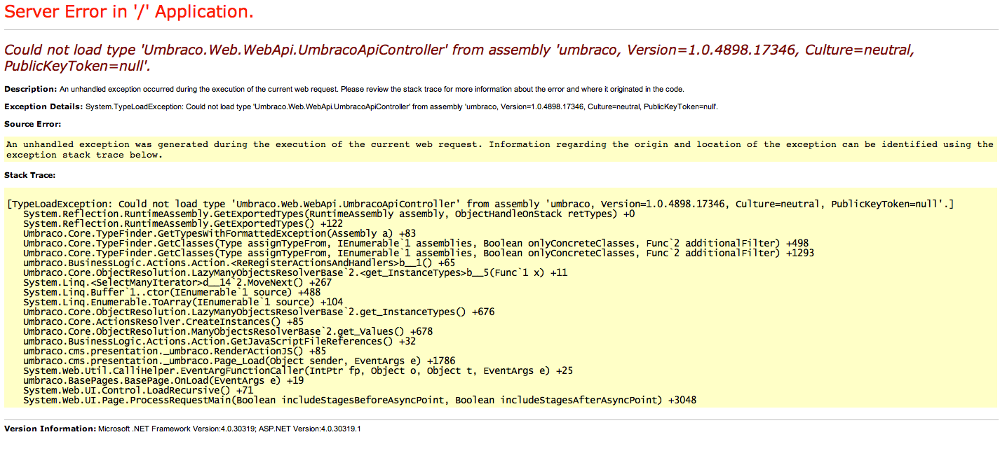 Server Error in '/' Application.
Could not load type 'Umbraco.Web.WebApi.UmbracoApiController' from assembly 'umbraco, Version=1.0.4898.17346, Culture=neutral,
PublicKeyToken=null'.
Description: An unhandled exception occurred during the execution of the current web request. Please review the stack trace for more information about the error and where it originated in the code.
Exception Details: System.TypeLoadException: Could not load type 'Umbraco.Web.WebApi.UmbracoApiController' from assembly 'umbraco, Version=1.0.4898.17346, Culture=neutral, PublicKeyToken=null'.
Source Error:
An unhandled exception was generated during the execution of the current web request. Information regarding the origin and location of the exception can be identified using the
exception stack trace below.
Stack Trace:
[TypeLoadException: Could not load type 'Umbraco.Web.WebApi.UmbracoApiController' from assembly 'umbraco, Version=1.0.4898.17346, Culture=neutral, PublicKeyToken=null'.]
System.Reflection.RuntimeAssembly.GetExportedTypes(RuntimeAssembly assembly, ObjectHandleOnStack retTypes) +0
System.Reflection.RuntimeAssembly.GetExportedTypes() +122
Umbraco.Core.TypeFinder.GetTypesWithFormattedException(Assembly a) +83
Umbraco.Core.TypeFinder.GetClasses(Type assignTypeFrom, IEnumerable`1 assemblies, Boolean onlyConcreteClasses, Func`2 additionalFilter) +498
Umbraco.Core.TypeFinder.GetClasses(Type assignTypeFrom, IEnumerable`1 assemblies, Boolean onlyConcreteClasses, Func`2 additionalFilter) +1293
umbraco.BusinessLogic.Actions.Action.<ReRegisterActionsAndHandlers>b__1() +65
Umbraco.Core.ObjectResolution.LazyManyObjectsResolverBase`2.<get_InstanceTypes>b__5(Func`1 x) +11
System.Linq.<SelectManyIterator>d__14`2.MoveNext() +267
System.Linq.Buffer`1..ctor(IEnumerable`1 source) +488
System.Linq.Enumerable.ToArray(IEnumerable`1 source) +104
Umbraco.Core.ObjectResolution.LazyManyObjectsResolverBase`2.get_InstanceTypes() +676
Umbraco.Core.ActionsResolver.CreateInstances() +85
Umbraco.Core.ObjectResolution.ManyObjectsResolverBase`2.get_Values() +678
umbraco.BusinessLogic.Actions.Action.GetJavaScriptFileReferences() +32
umbraco.cms.presentation._umbraco.RenderActionJS() +85
umbraco.cms.presentation._umbraco.Page_Load(Object sender, EventArgs e) +1786
System.Web.Util.CalliHelper.EventArgFunctionCaller(IntPtr fp, Object o, Object t, EventArgs e) +25
umbraco.BasePages.BasePage.OnLoad(EventArgs e) +19
System.Web.UI.Control.LoadRecursive() +71
System.Web.UI.Page.ProcessRequestMain(Boolean includeStagesBeforeAsyncPoint, Boolean includeStagesAfterAsyncPoint) +3048
Version Information: Microsoft .NET Framework Version:4.0.30319; ASP.NET Version:4.0.30319.1